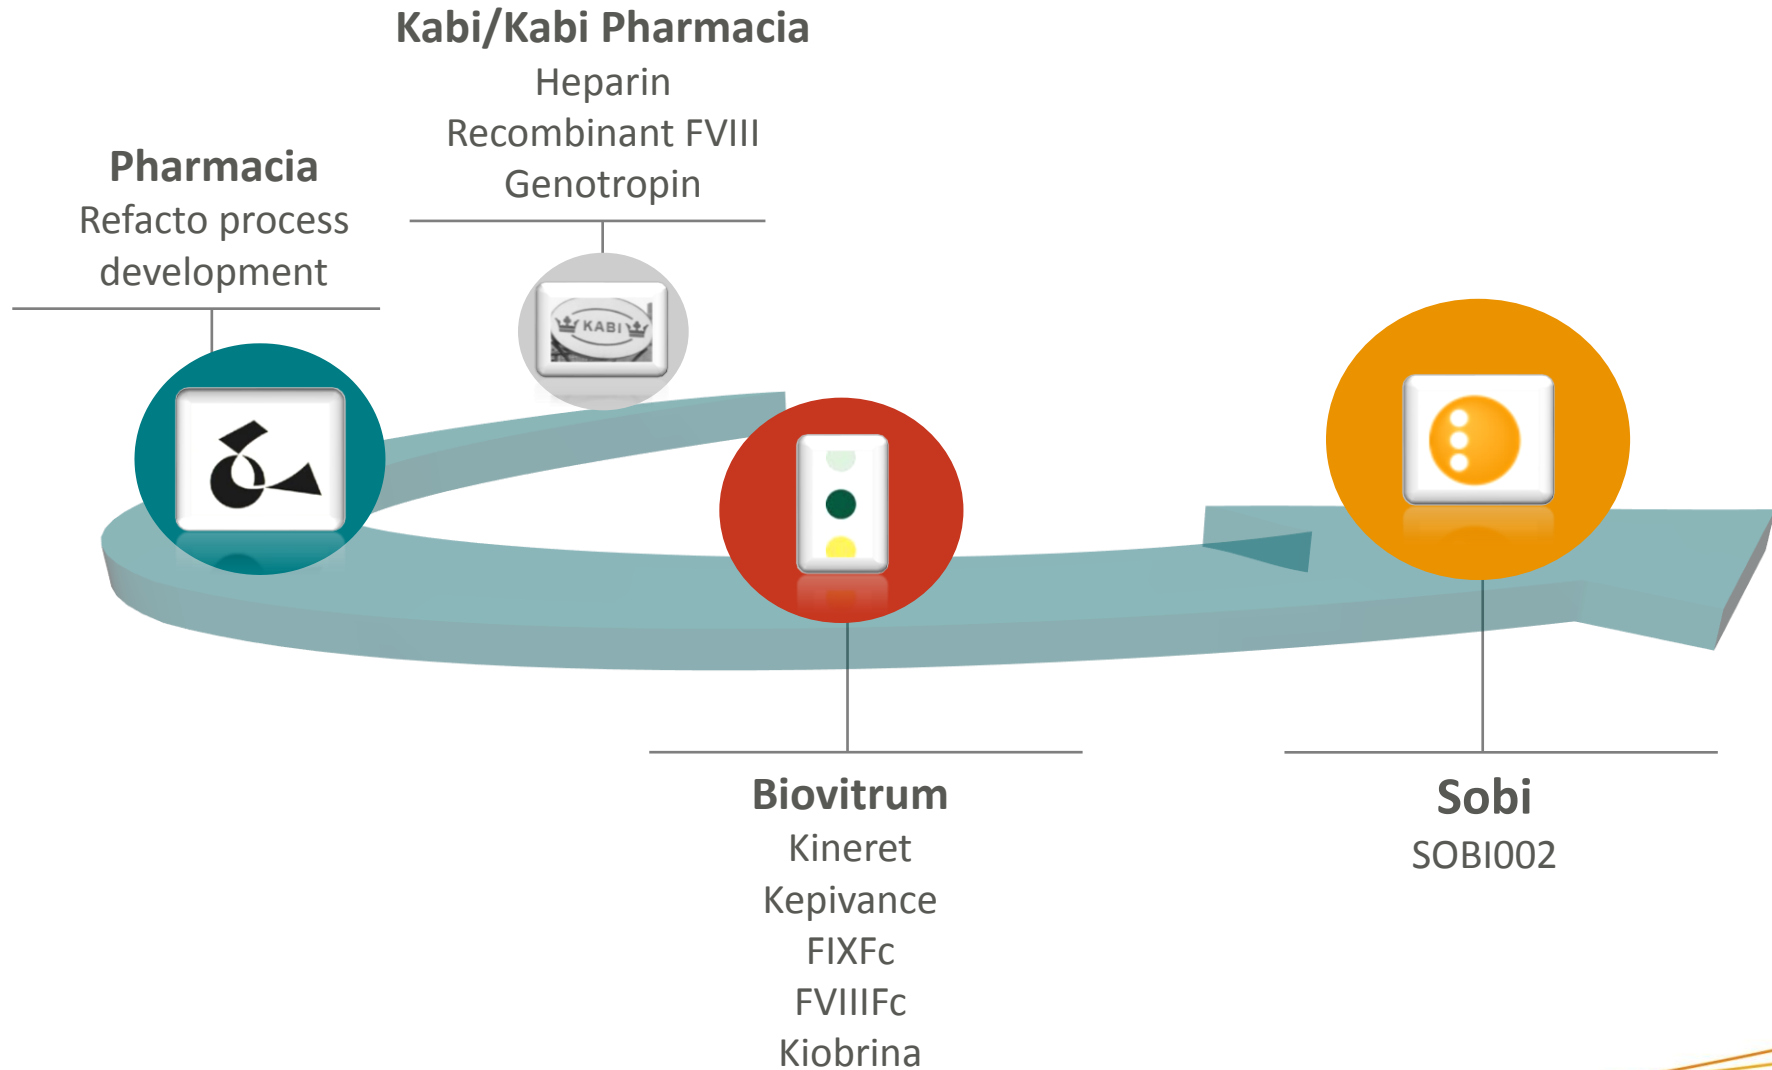 Kabi/Kabi Pharmacia
Heparin
Recombinant FVIII
Genotropin
Pharmacia
Refacto process
development
KABI
Biovitrum
Kineret
Kepivance
FIXFc
FVIIIFc
Kiobrina
Sobi
SOBI002